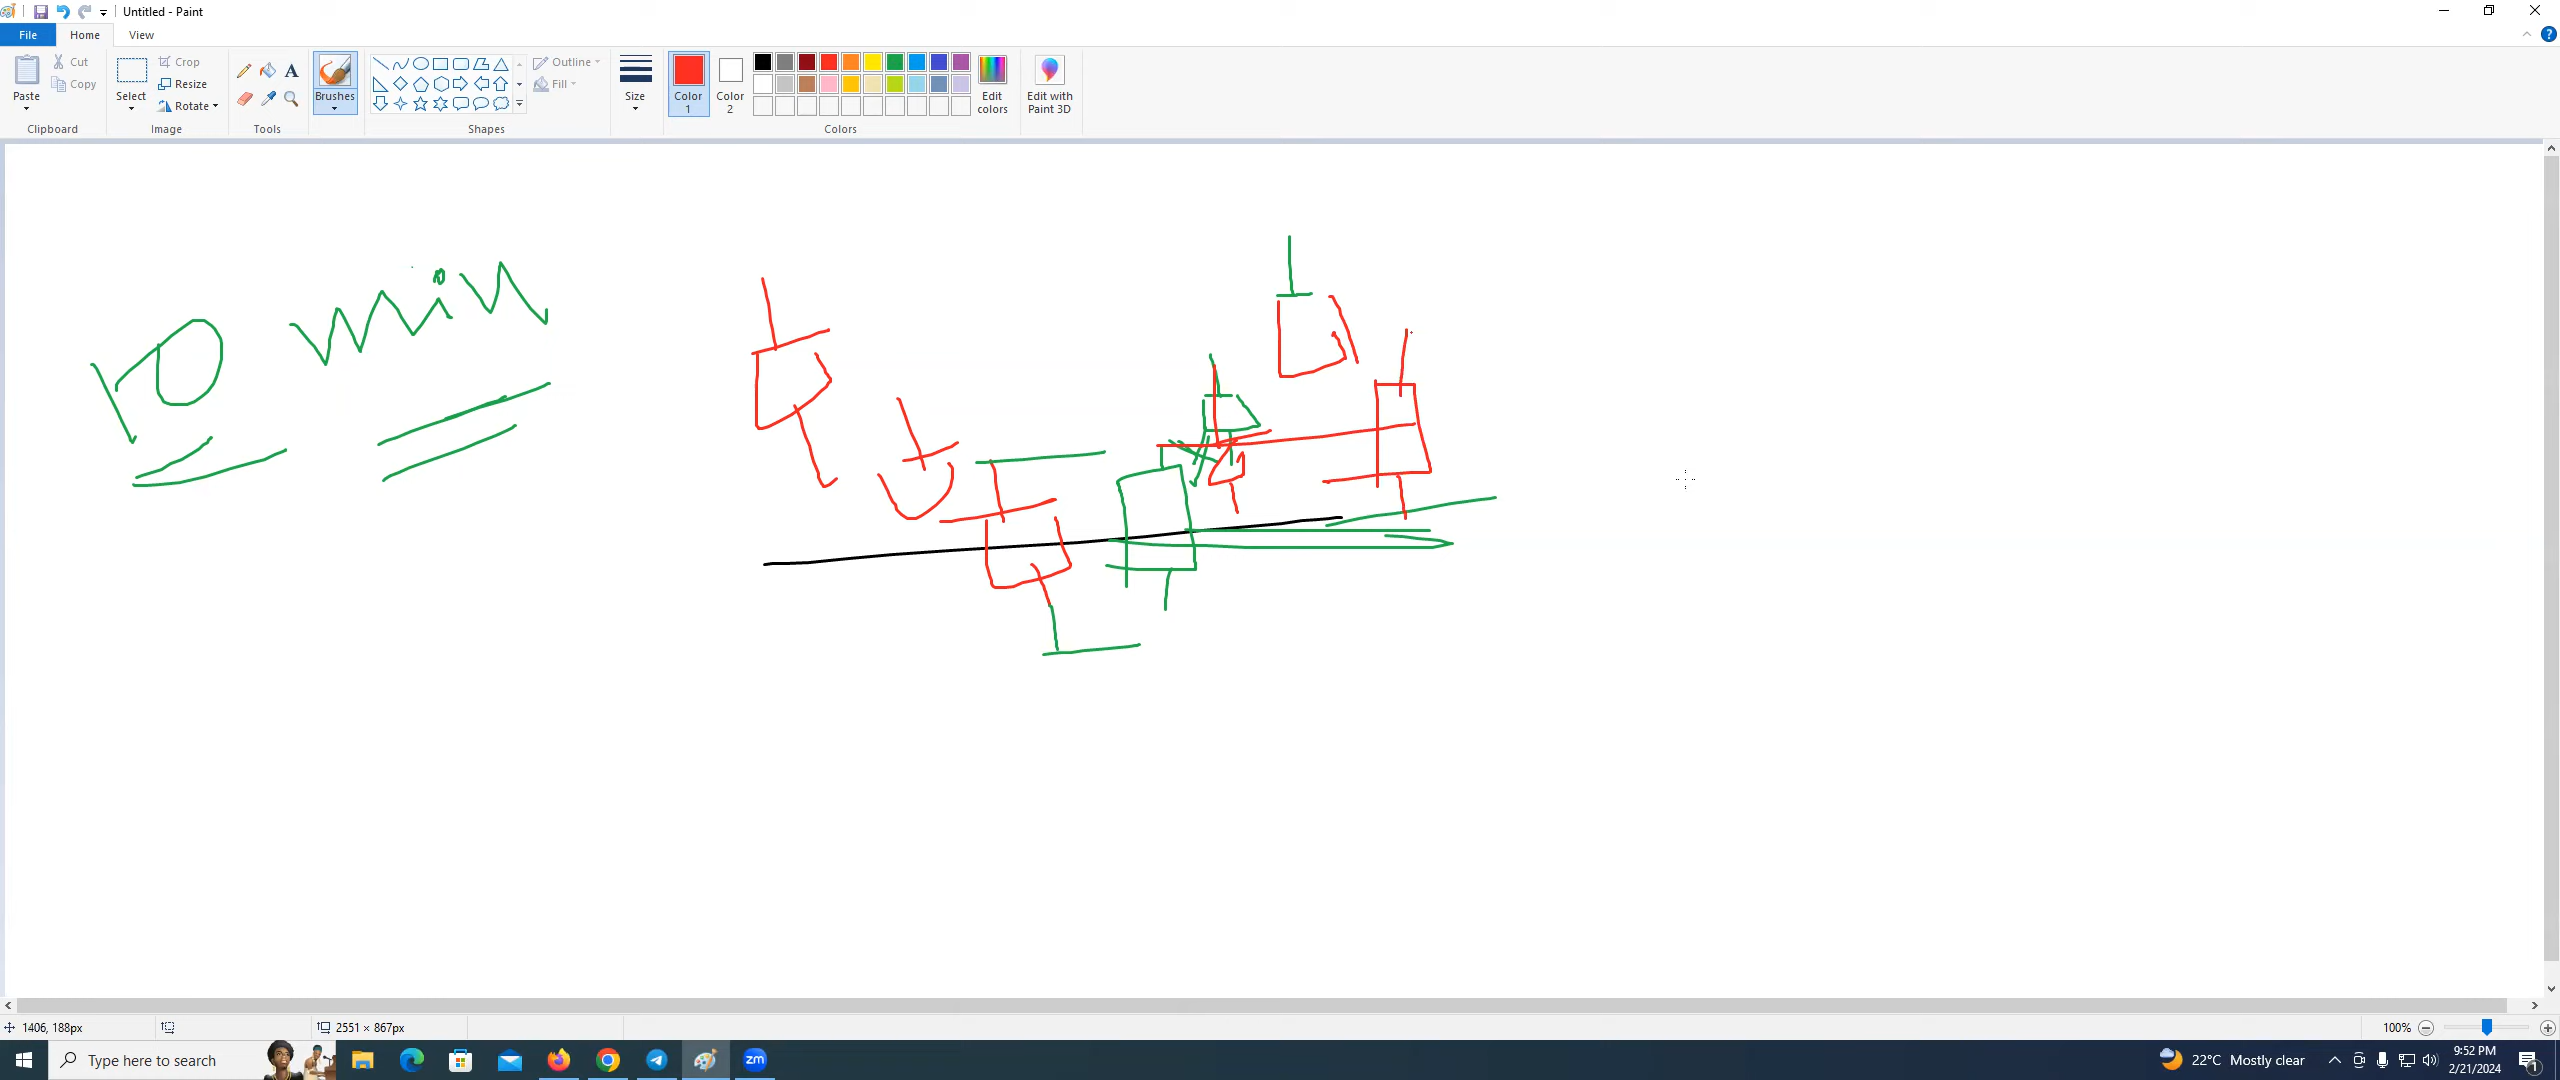 Untitled - Paint
File Home View
Paste
Cut
Copy
Clipboard
Select
Crop
Resize
Rotate
Image
Tools
Brushes
Shapes
Outline
Fill
Size
Color 1
Color 2
Colors
Edit colors
Edit with Paint 3D
10 min
1406, 188px
2551 × 867px
100%
Type here to search
zm
22°C Mostly clear
9:52 PM
2/21/2024
1